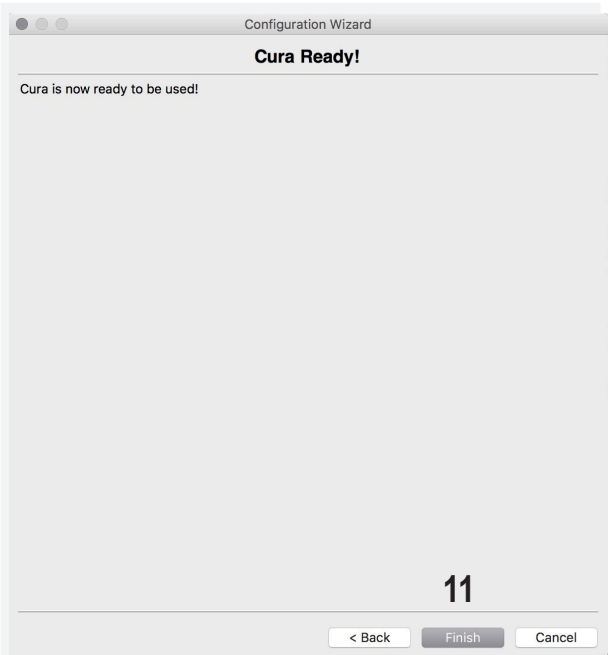 Configuration Wizard
Cura Ready!
Cura is now ready to be used!
11
< Back Finish Cancel